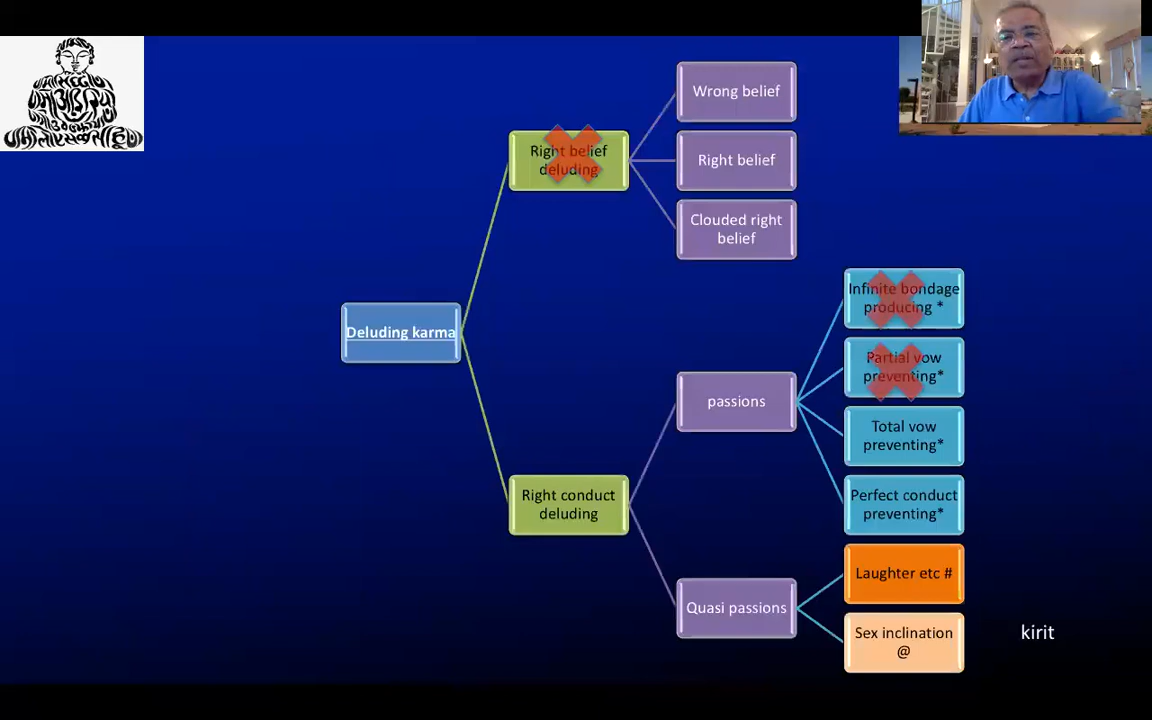 Wrong belief
Right belief
deluding
Right belief
Clouded right
belief
Infinite bondage
producing *
Deluding karma
Partial vow
preventing*
passions
Total vow
preventing*
Right conduct
deluding
Perfect conduct
preventing*
Laughter etc #
Quasi passions
Sex inclination
@
kirit